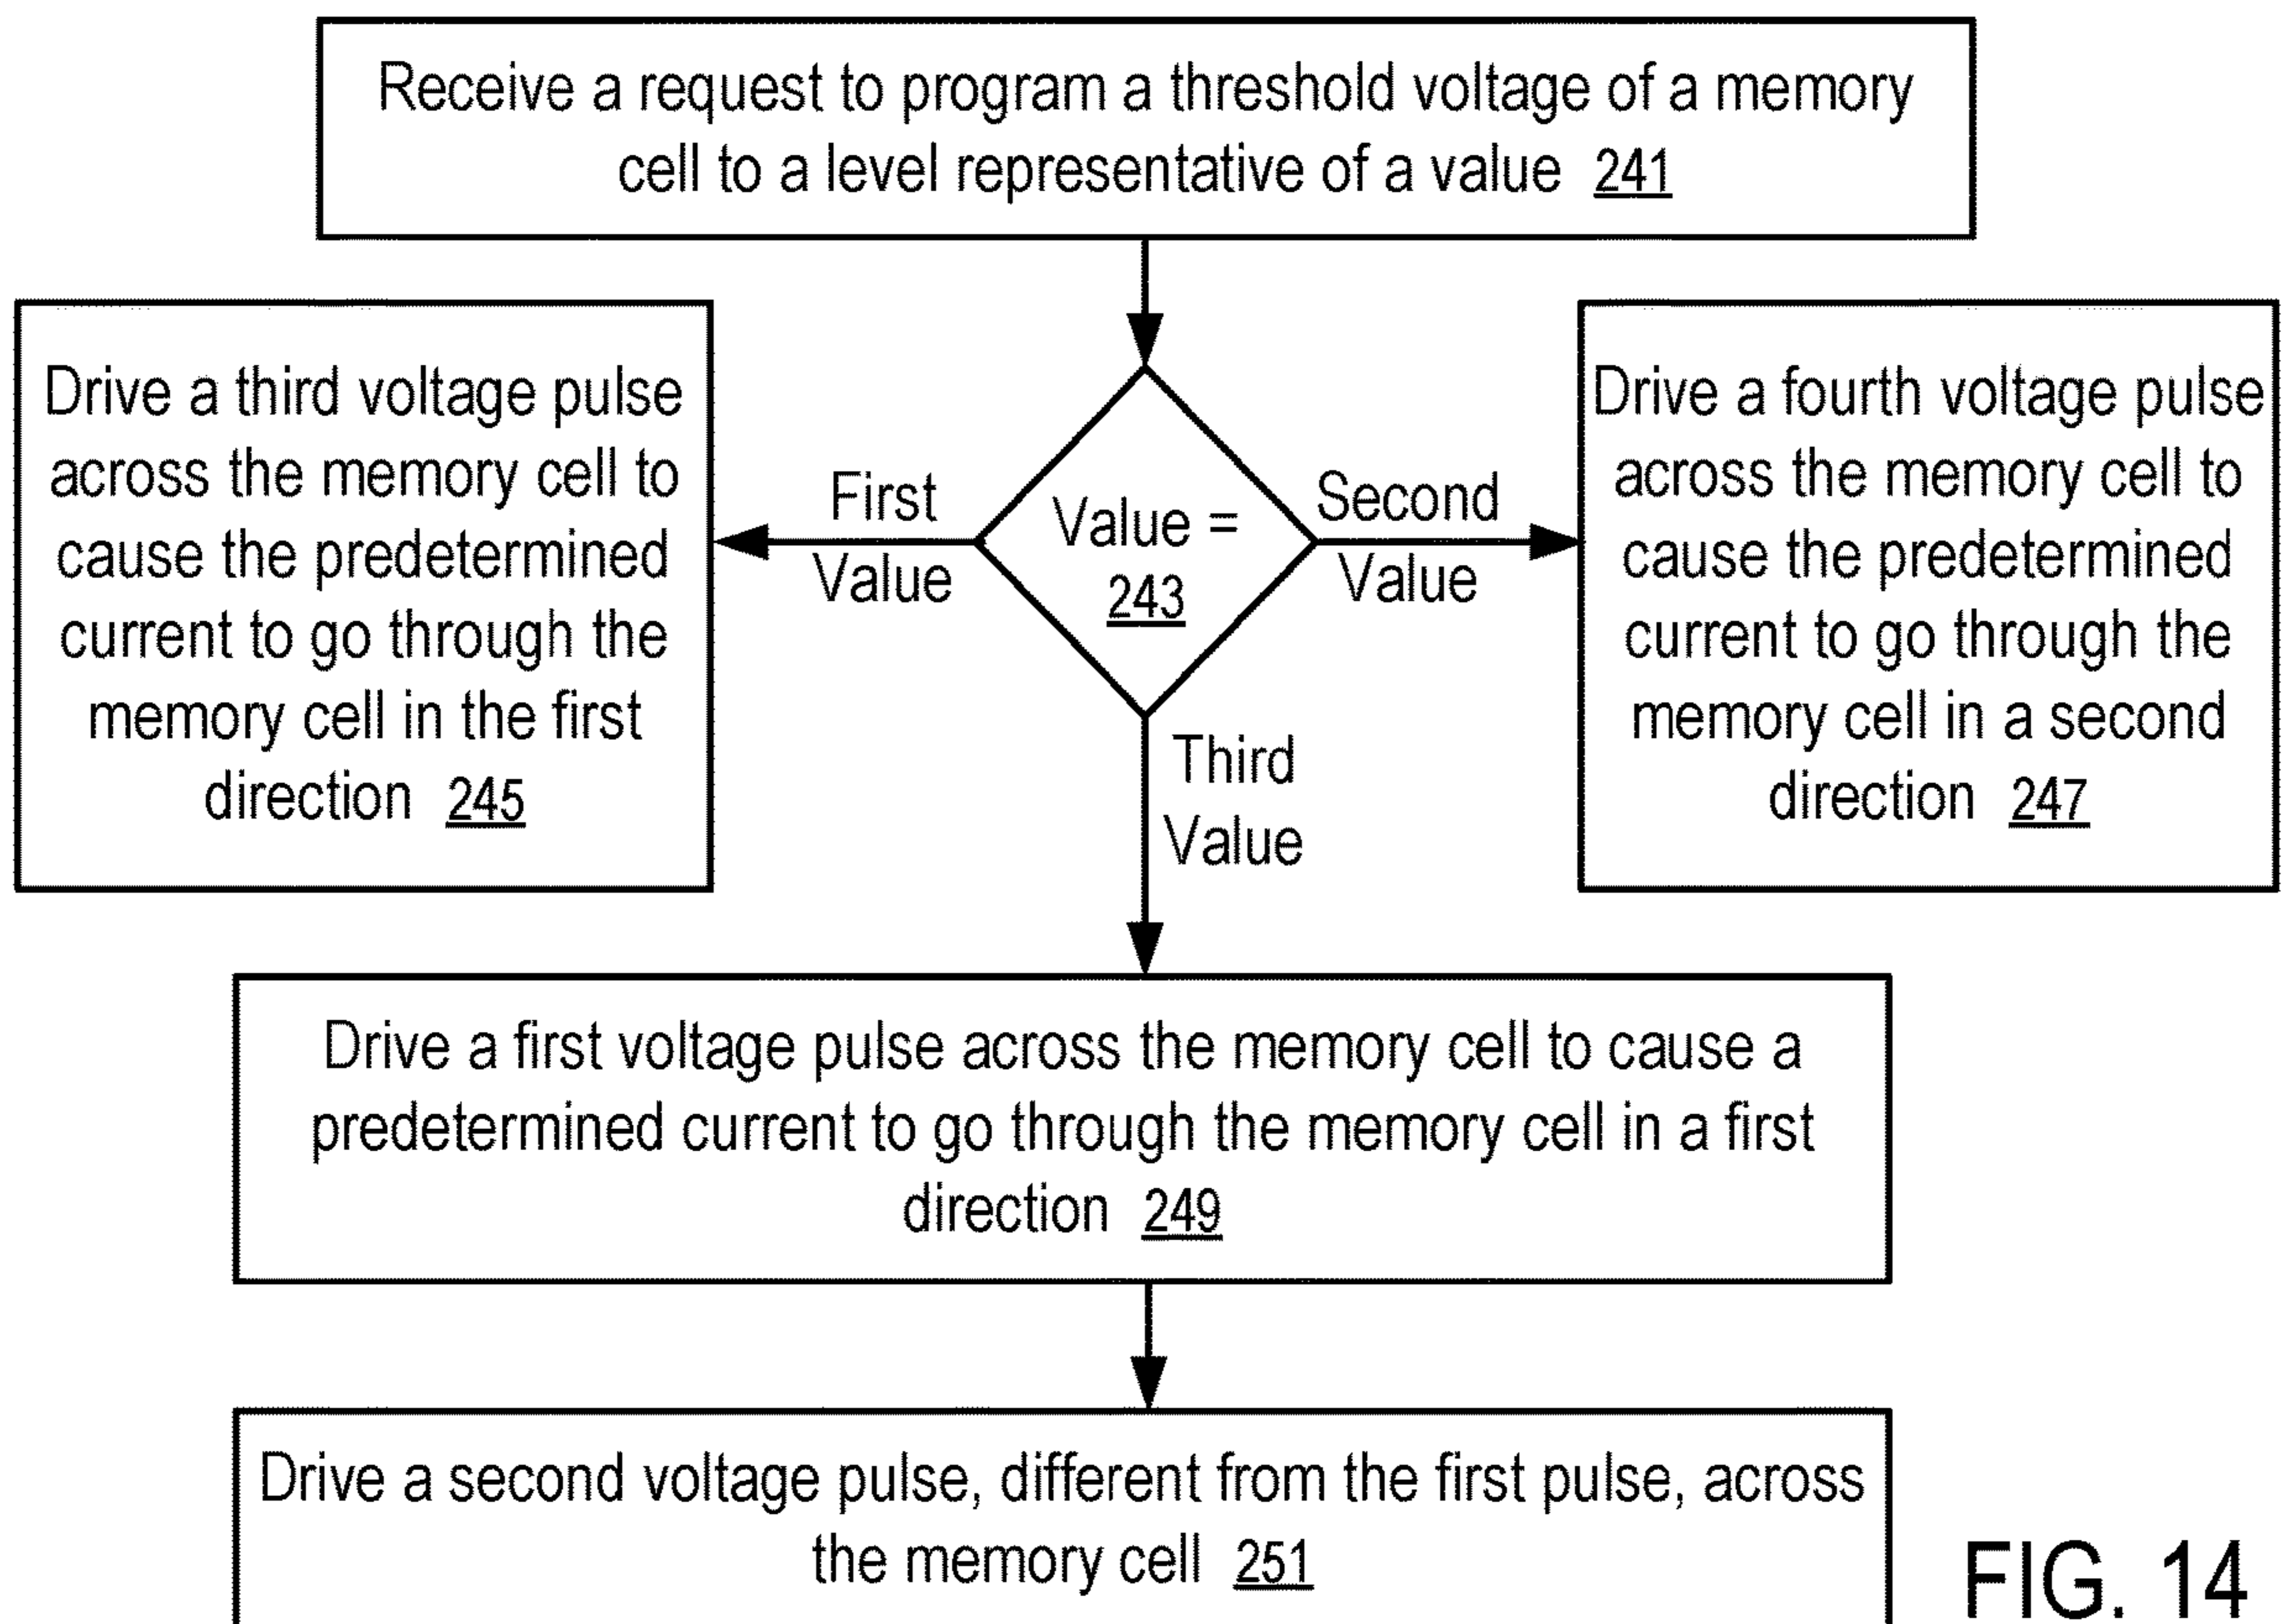 Receive a request to program a threshold voltage of a memory
cell to a level representative of a value 241
Drive a third voltage pulse
across the memory cell to
cause the predetermined
current to go through the
memory cell in the first
direction 245
First
Value
Value =
243
Second
Value
Drive a fourth voltage pulse
across the memory cell to
cause the predetermined
current to go through the
memory cell in a second
direction 247
Third
Value
Drive a first voltage pulse across the memory cell to cause a
predetermined current to go through the memory cell in a first
direction 249
Drive a second voltage pulse, different from the first pulse, across
the memory cell 251
FIG. 14